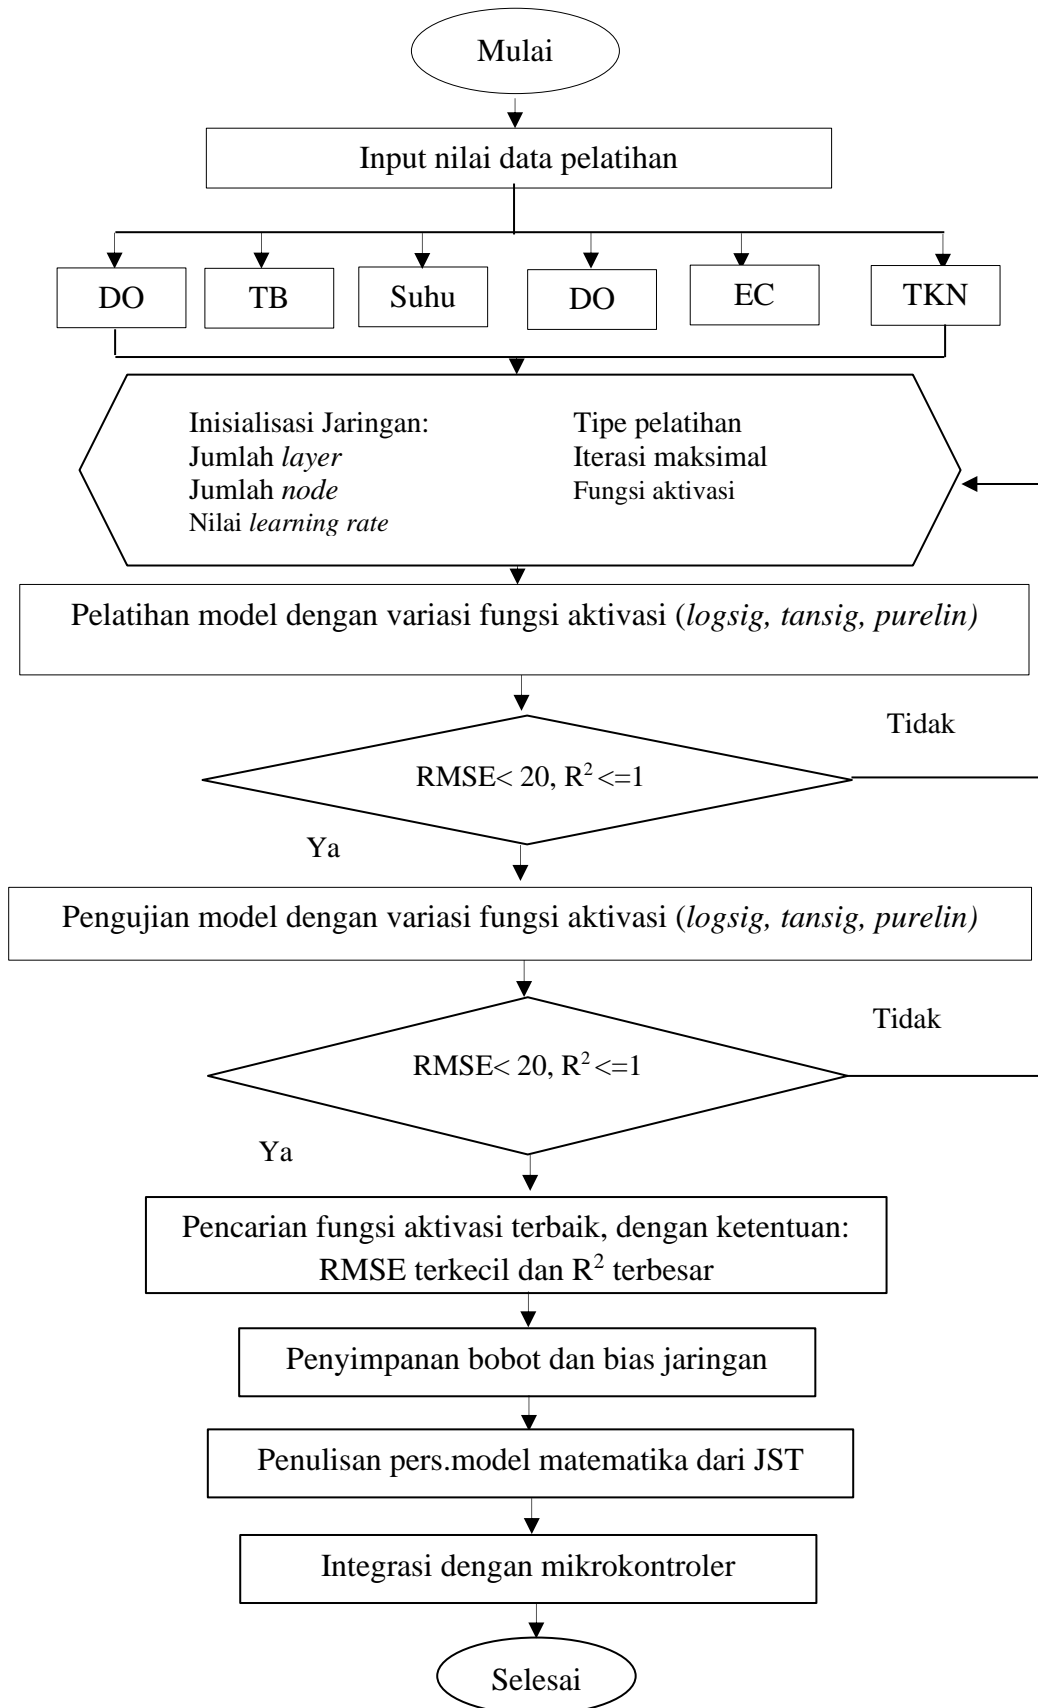 Mulai
Input nilai data pelatihan
DO
TB
Suhu
DO
EC
TKN
Inisialisasi Jaringan:
Jumlah layer
Jumlah node
Nilai learning rate
Tipe pelatihan
Iterasi maksimal
Fungsi aktivasi
Pelatihan model dengan variasi fungsi aktivasi (logsig, tansig, purelin)
Tidak
RMSE< 20, R² <=1
Ya
Pengujian model dengan variasi fungsi aktivasi (logsig, tansig, purelin)
Tidak
RMSE< 20, R² <=1
Ya
Pencarian fungsi aktivasi terbaik, dengan ketentuan:
RMSE terkecil dan R² terbesar
Penyimpanan bobot dan bias jaringan
Penulisan pers.model matematika dari JST
Integrasi dengan mikrokontroler
Selesai